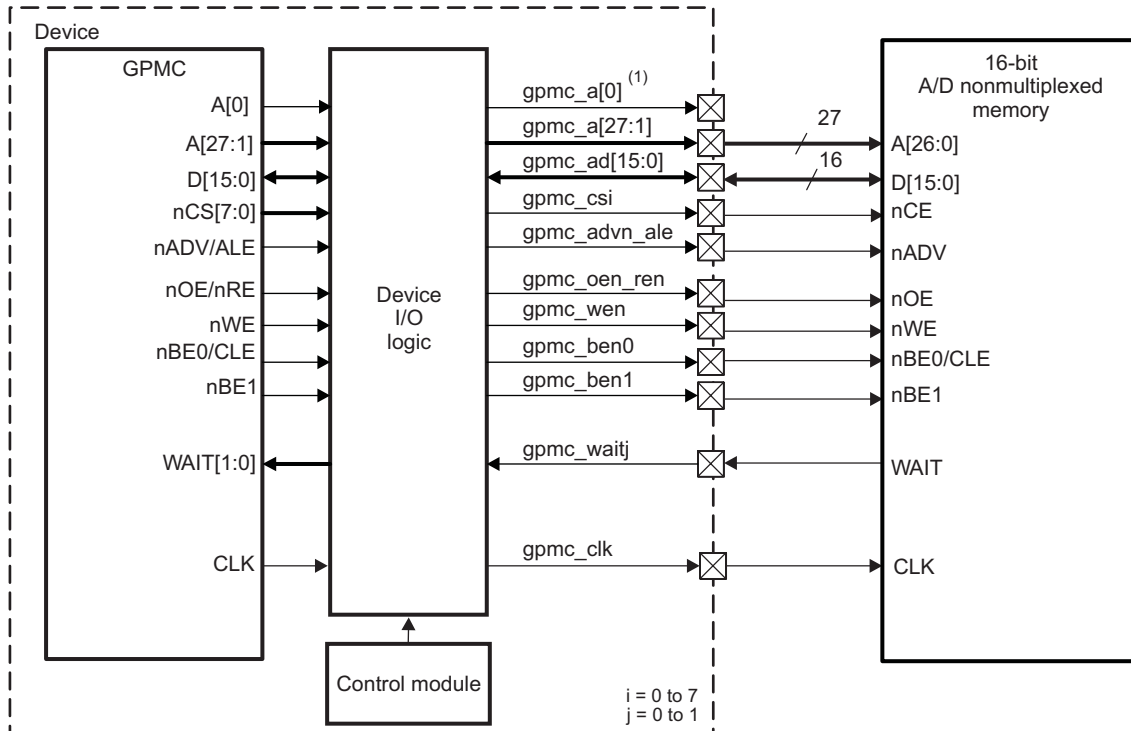 Device
GPMC
A[0]
A[27:1]
D[15:0]
nCS[7:0]
nADV/ALE
nOE/nRE
nWE
nBE0/CLE
nBE1
WAIT[1:0]
CLK
Device
I/O
logic
Control module
gpmc_a[0] (1)
gpmc_a[27:1]
gpmc_ad[15:0]
gpmc_csi
gpmc_advn_ale
gpmc_oen_ren
gpmc_wen
gpmc_ben0
gpmc_ben1
gpmc_waitj
gpmc_clk
i = 0 to 7
j = 0 to 1
27
16
16-bit
A/D nonmultiplexed
memory
A[26:0]
D[15:0]
nCE
nADV
nOE
nWE
nBE0/CLE
nBE1
WAIT
CLK